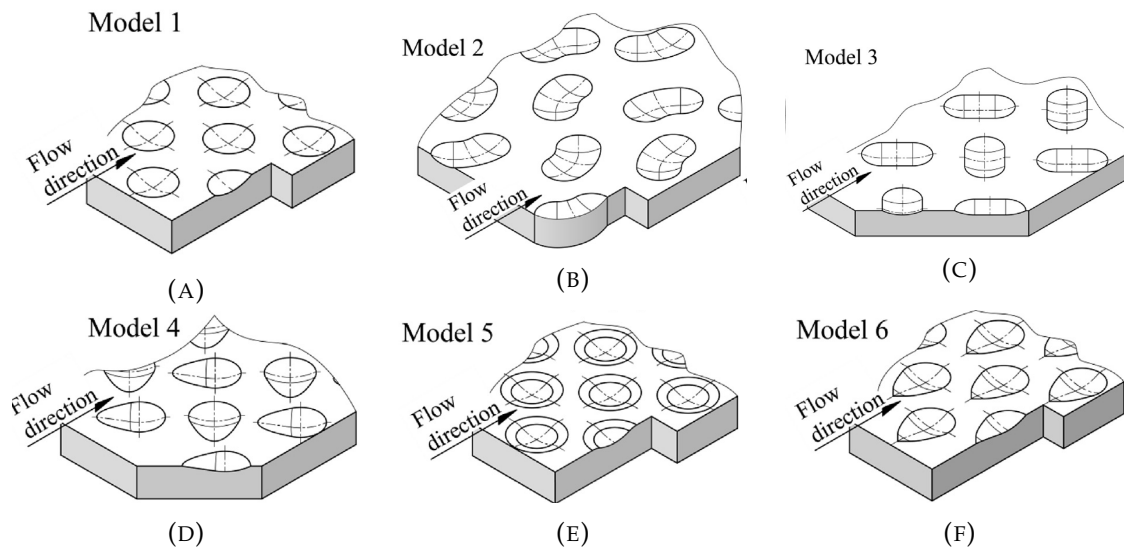 Model 1
Flow
direction
(A)
Model 2
Flow
direction
(B)
Model 3
Flow
direction
(C)
Model 4
Flow
direction
(D)
Model 5
Flow
direction
(E)
Model 6
Flow
direction
(F)